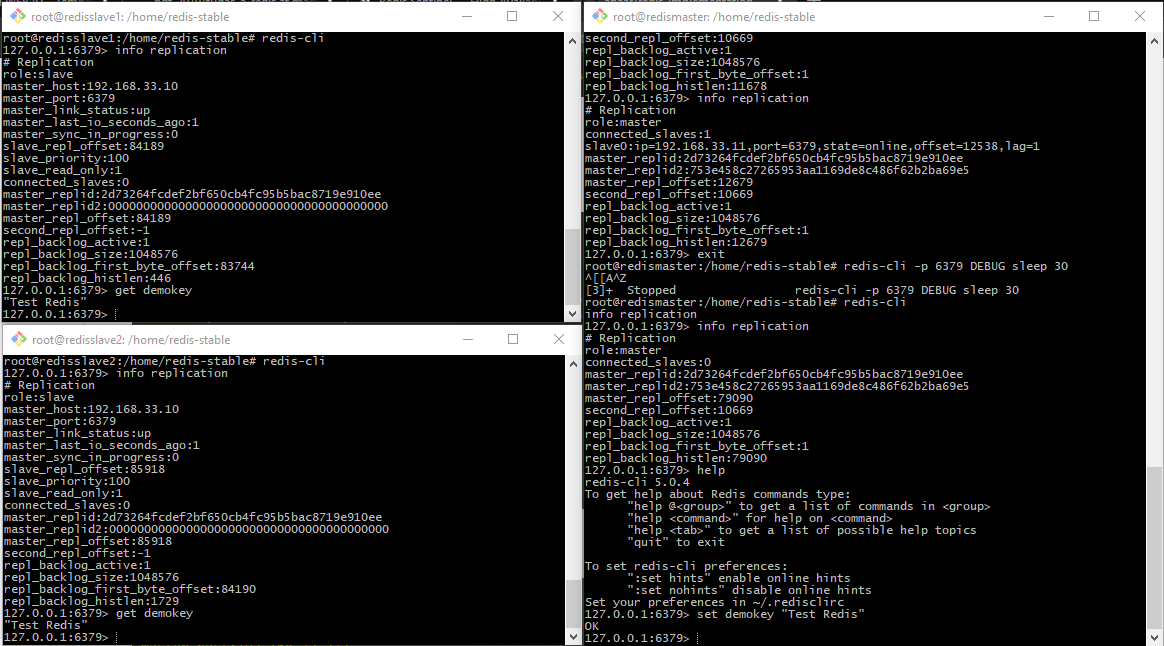 root@redisslave1: /home/redis-stable
root@redisslave1:/home/redis-stable# redis-cli
127.0.0.1:6379> info replication
# Replication
role:slave
master_host:192.168.33.10
master_port:6379
master_link_status:up
master_last_io_seconds_ago:1
master_sync_in_progress:0
slave_repl_offset:84189
slave_priority:100
slave_read_only:1
connected_slaves:0
master_replid:2d73264fcdef2bf650cb4fc95b5bac8719e910ee
master_replid2:0000000000000000000000000000000000000000
master_repl_offset:84189
second_repl_offset:-1
repl_backlog_active:1
repl_backlog_size:1048576
repl_backlog_first_byte_offset:83744
repl_backlog_histlen:446
127.0.0.1:6379> get demokey
"Test Redis"
127.0.0.1:6379>
root@redisslave2: /home/redis-stable
root@redisslave2:/home/redis-stable# redis-cli
127.0.0.1:6379> info replication
# Replication
role:slave
master_host:192.168.33.10
master_port:6379
master_link_status:up
master_last_io_seconds_ago:1
master_sync_in_progress:0
slave_repl_offset:85918
slave_priority:100
slave_read_only:1
connected_slaves:0
master_replid:2d73264fcdef2bf650cb4fc95b5bac8719e910ee
master_replid2:0000000000000000000000000000000000000000
master_repl_offset:85918
second_repl_offset:-1
repl_backlog_active:1
repl_backlog_size:1048576
repl_backlog_first_byte_offset:84190
repl_backlog_histlen:1729
127.0.0.1:6379> get demokey
"Test Redis"
127.0.0.1:6379>
root@redismaster: /home/redis-stable
second_repl_offset:10669
repl_backlog_active:1
repl_backlog_size:1048576
repl_backlog_first_byte_offset:1
repl_backlog_histlen:11678
127.0.0.1:6379> info replication
# Replication
role:master
connected_slaves:1
slave0:ip=192.168.33.11,port=6379,state=online,offset=12538,lag=1
master_replid:2d73264fcdef2bf650cb4fc95b5bac8719e910ee
master_replid2:753e458c27265953aa1169de8c486f62b2ba69e5
master_repl_offset:12679
second_repl_offset:10669
repl_backlog_active:1
repl_backlog_size:1048576
repl_backlog_first_byte_offset:1
repl_backlog_histlen:12679
127.0.0.1:6379> exit
root@redismaster:/home/redis-stable# redis-cli -p 6379 DEBUG sleep 30
^[[A^Z
[3]+  Stopped                 redis-cli -p 6379 DEBUG sleep 30
root@redismaster:/home/redis-stable# redis-cli
info replication
127.0.0.1:6379> info replication
# Replication
role:master
connected_slaves:0
master_replid:2d73264fcdef2bf650cb4fc95b5bac8719e910ee
master_replid2:753e458c27265953aa1169de8c486f62b2ba69e5
master_repl_offset:79090
second_repl_offset:10669
repl_backlog_active:1
repl_backlog_size:1048576
repl_backlog_first_byte_offset:1
repl_backlog_histlen:79090
127.0.0.1:6379> help
redis-cli 5.0.4
To get help about Redis commands type:
"help @<group>" to get a list of commands in <group>
"help <command>" for help on <command>
"help <tab>" to get a list of possible help topics
"quit" to exit
To set redis-cli preferences:
":set hints" enable online hints
":set nohints" disable online hints
Set your preferences in ~/.redisclirc
127.0.0.1:6379> set demokey "Test Redis"
OK
127.0.0.1:6379>